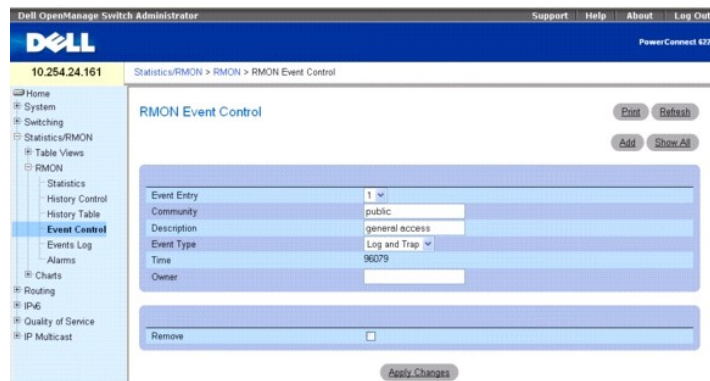 Dell OpenManage Switch Administrator
Support Help About Log Out
DELL
PowerConnect 622
10.254.24.161
Statistics/RMON > RMON > RMON Event Control
Home
System
Switching
Statistics/RMON
Table Views
RMON
Statistics
History Control
History Table
Event Control
Events Log
Alarms
Charts
Routing
IPv6
Quality of Service
IP Multicast
RMON Event Control
Print Refresh
Add Show All
Event Entry 1
Community public
Description general access
Event Type Log and Trap
Time 96079
Owner
Remove
Apply Changes